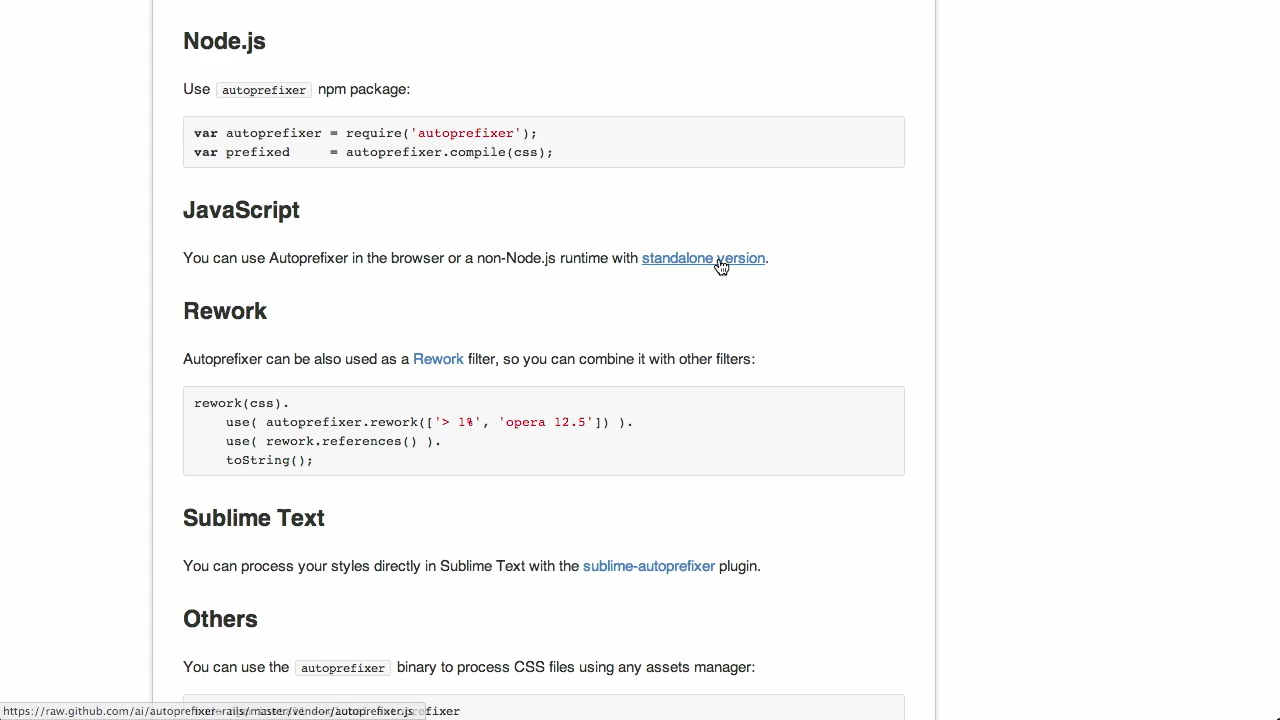 Node.js
Use autoprefixer npm package:
var autoprefixer = require('autoprefixer');
var prefixed     = autoprefixer.compile(css);
JavaScript
You can use Autoprefixer in the browser or a non-Node.js runtime with standalone version.
Rework
Autoprefixer can be also used as a Rework filter, so you can combine it with other filters:
rework(css).
    use( autoprefixer.rework(['> 1%', 'opera 12.5']) ).
    use( rework.references() ).
    toString();
Sublime Text
You can process your styles directly in Sublime Text with the sublime-autoprefixer plugin.
Others
You can use the autoprefixer binary to process CSS files using any assets manager:
https://raw.github.com/ai/autoprefixer-rails/master/vendor/autoprefixer.js